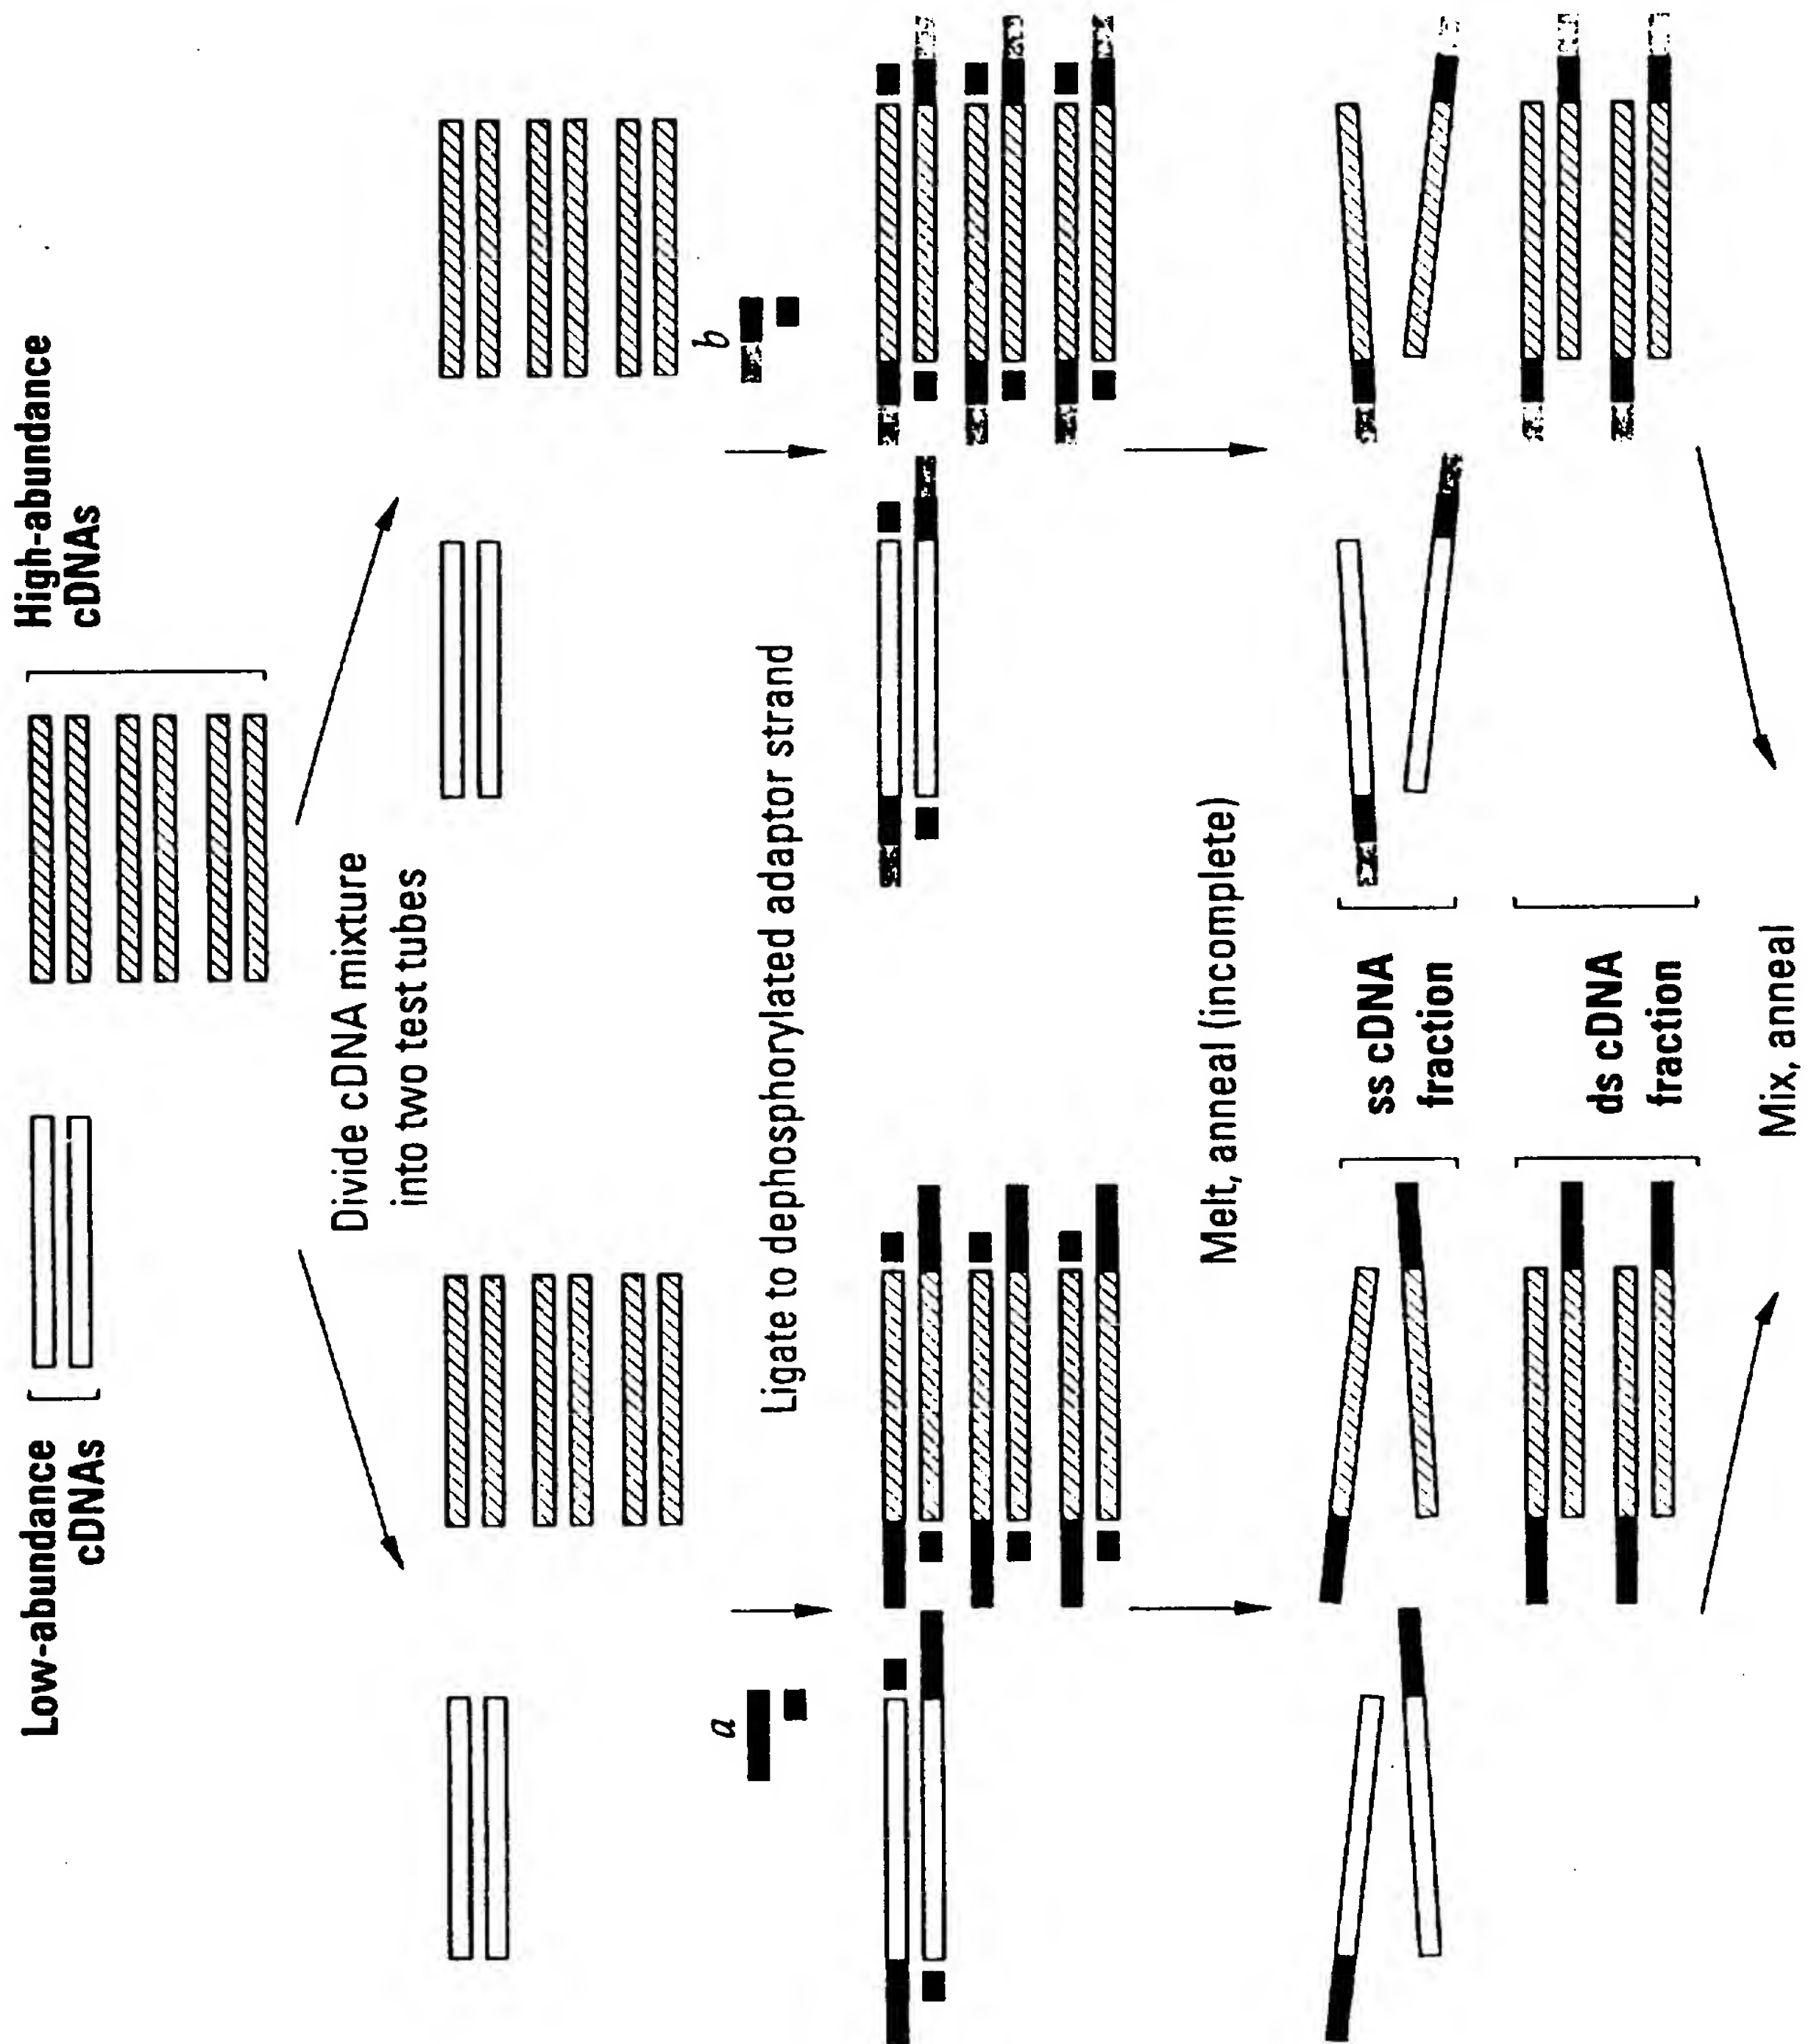 Low-abundance
cDNAs
High-abundance
cDNAs
Divide cDNA mixture
into two test tubes
a
b
Ligate to dephosphorylated adaptor strand
Melt, anneal (incomplete)
ss cDNA
fraction
ds cDNA
fraction
Mix, anneal